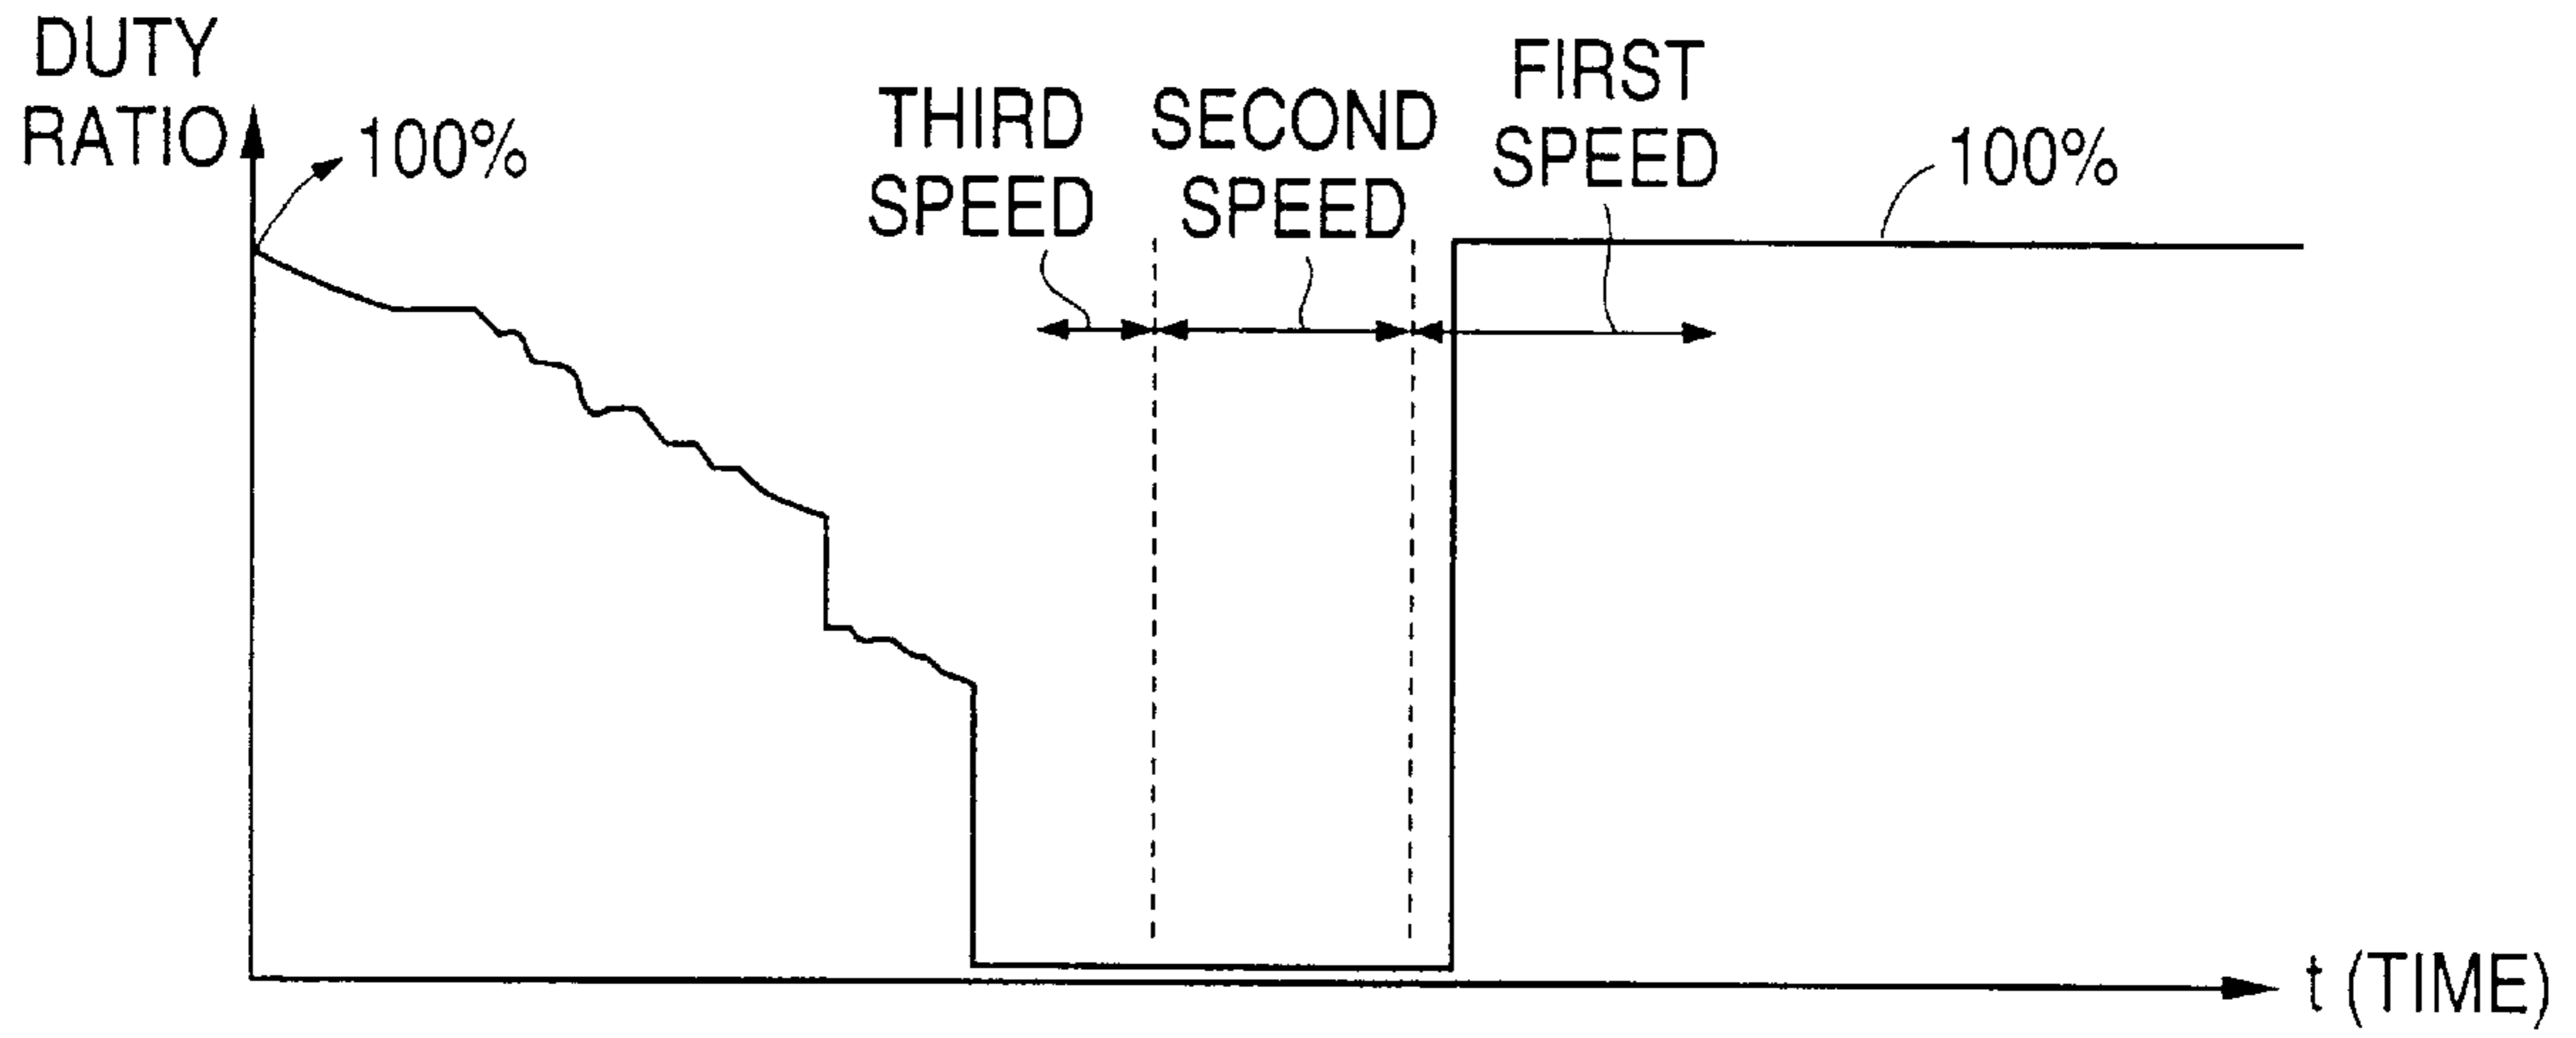 DUTY
RATIO
100%
THIRD
SPEED
SECOND
SPEED
FIRST
SPEED
100%
t (TIME)